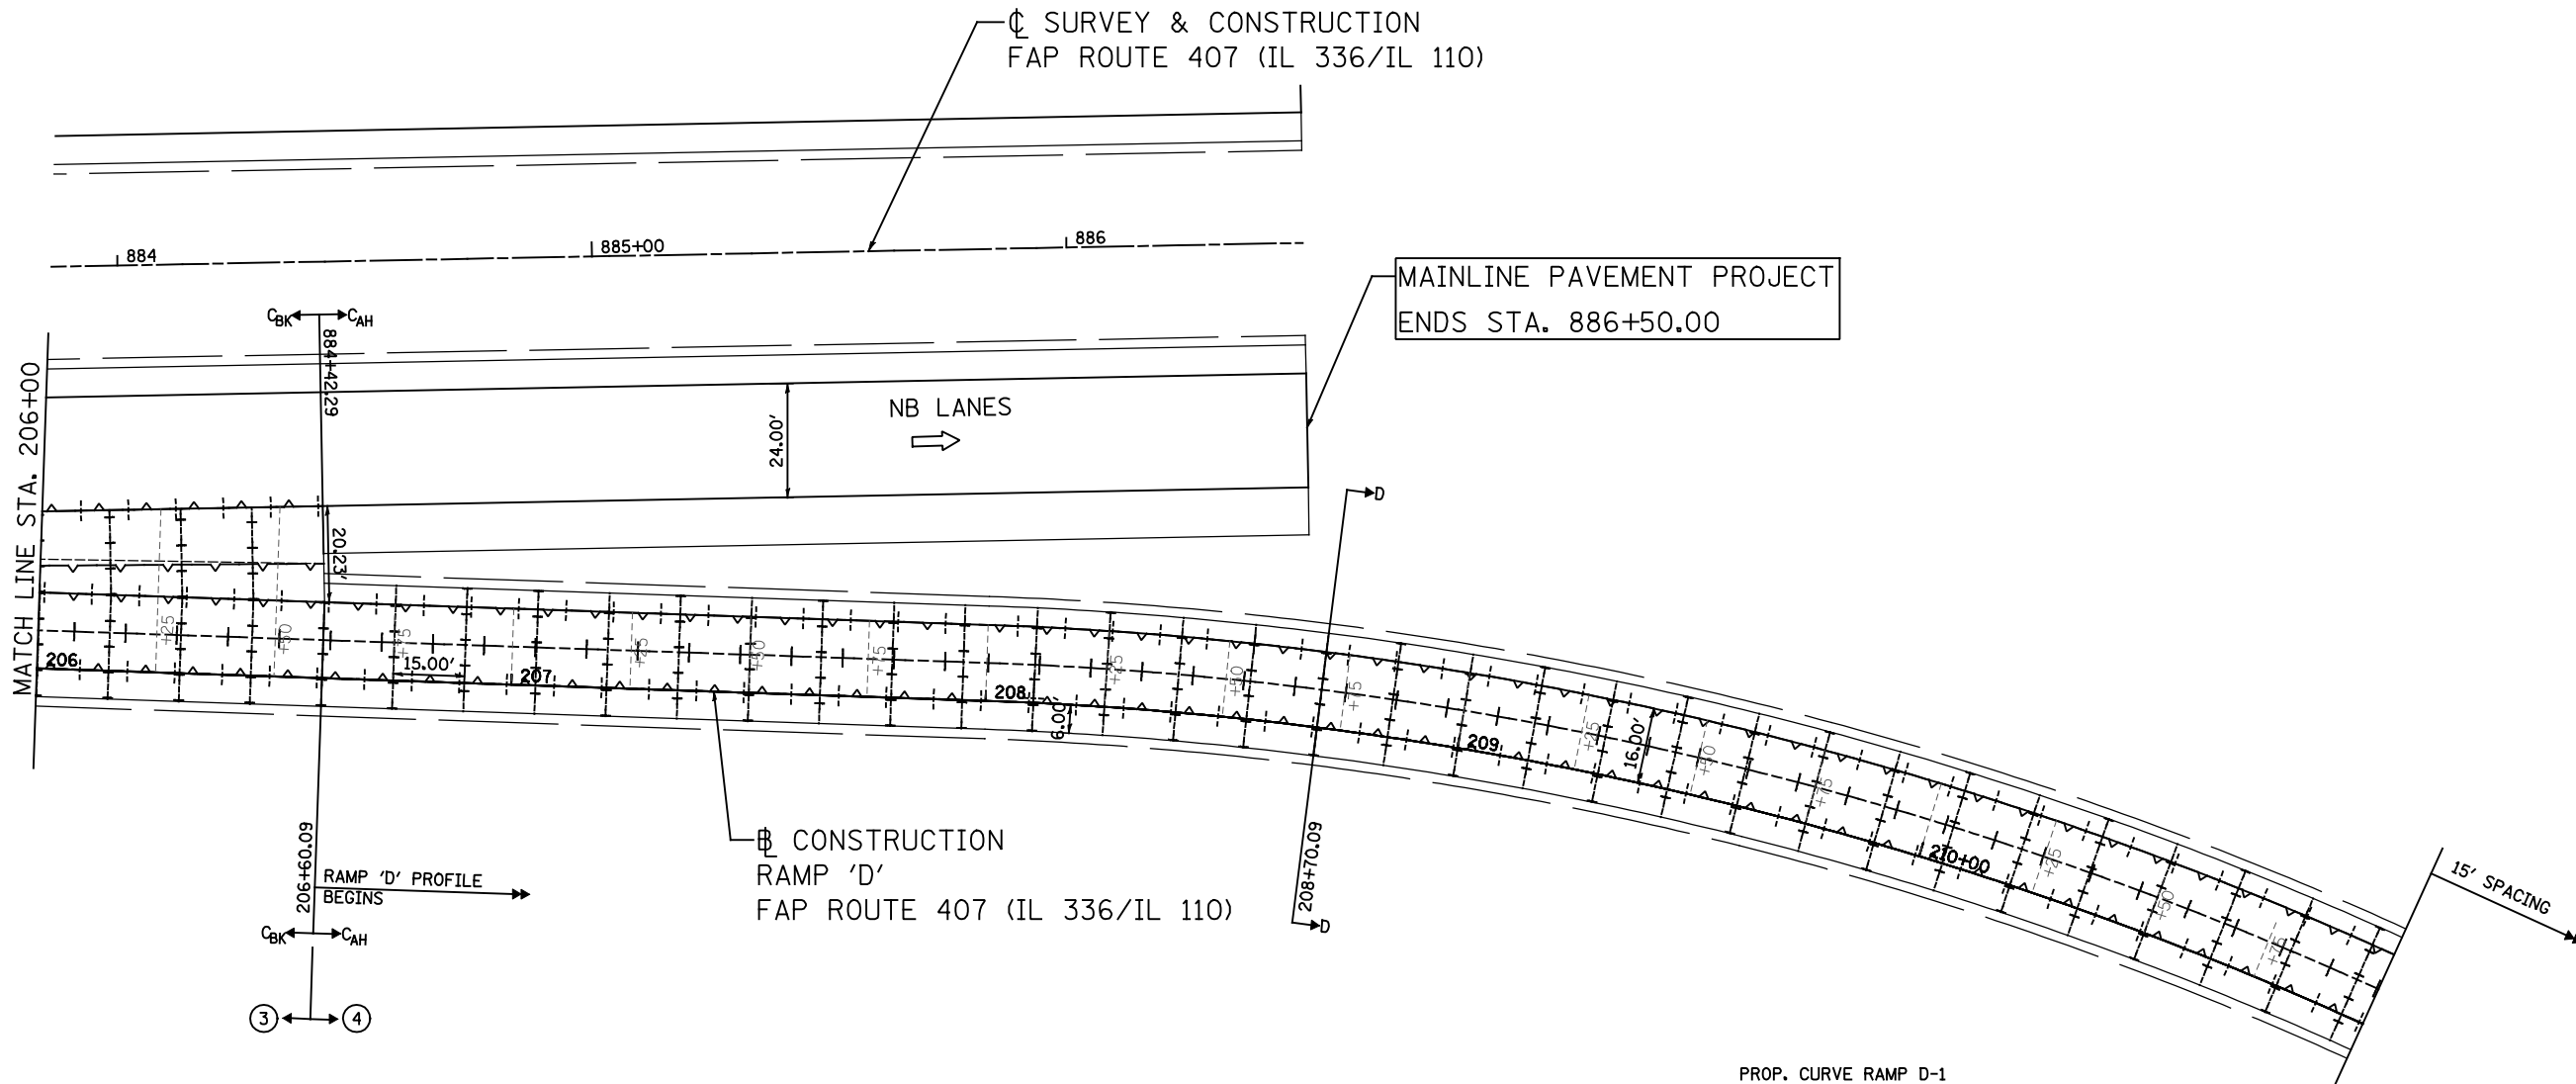 ℄ SURVEY & CONSTRUCTION
FAP ROUTE 407 (IL 336/IL 110)
884
885+00
886
MAINLINE PAVEMENT PROJECT
ENDS STA. 886+50.00
CBK
CAH
884+42.29
MATCH LINE STA. 206+00
24.00'
NB LANES
20.23'
D
+25
+50
+75
+25
+50
+75
+25
+50
+75
+25
+50
+75
+25
+50
+75
206
15.00'
207
208
6.00'
209
16.00'
210+00
15' SPACING
206+60.09
RAMP 'D' PROFILE
BEGINS
BL CONSTRUCTION
RAMP 'D'
FAP ROUTE 407 (IL 336/IL 110)
208+70.09
D
CBK
CAH
3
4
PROP. CURVE RAMP D-1